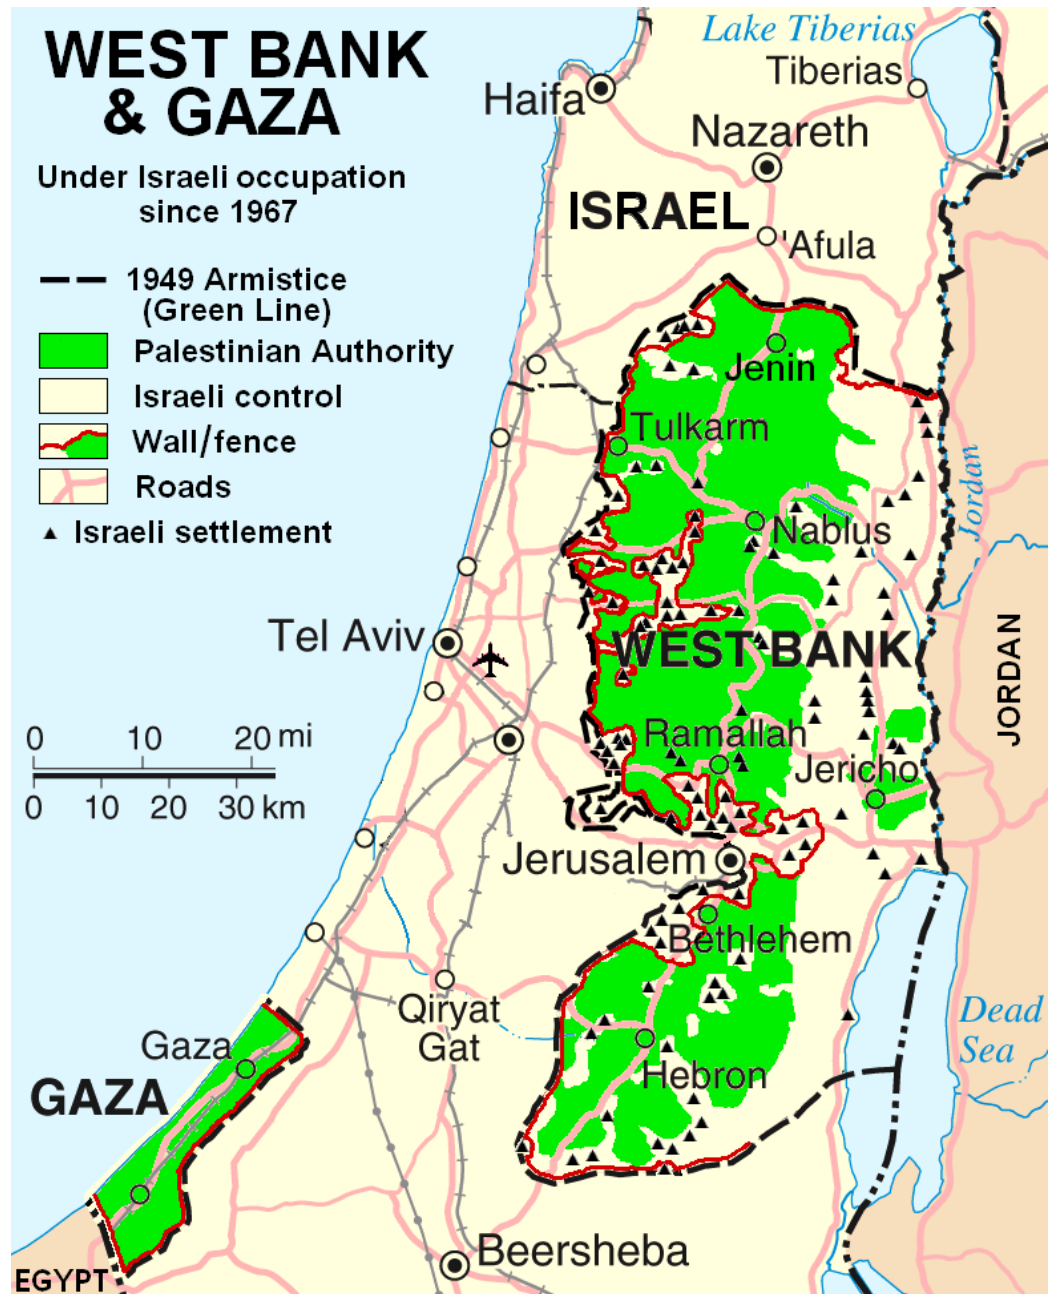 WEST BANK
& GAZA
Under Israeli occupation
since 1967
1949 Armistice
(Green Line)
Palestinian Authority
Israeli control
Wall/fence
Roads
Israeli settlement
Lake Tiberias
Tiberias
Haifa
Nazareth
ISRAEL
'Afula
Jenin
Tulkarm
Jordan
Nablus
Tel Aviv
WEST BANK
JORDAN
0 10 20 mi
0 10 20 30 km
Ramallah
Jericho
Jerusalem
Bethlehem
Qiryat
Gat
Dead
Sea
Gaza
GAZA
Hebron
Beersheba
EGYPT